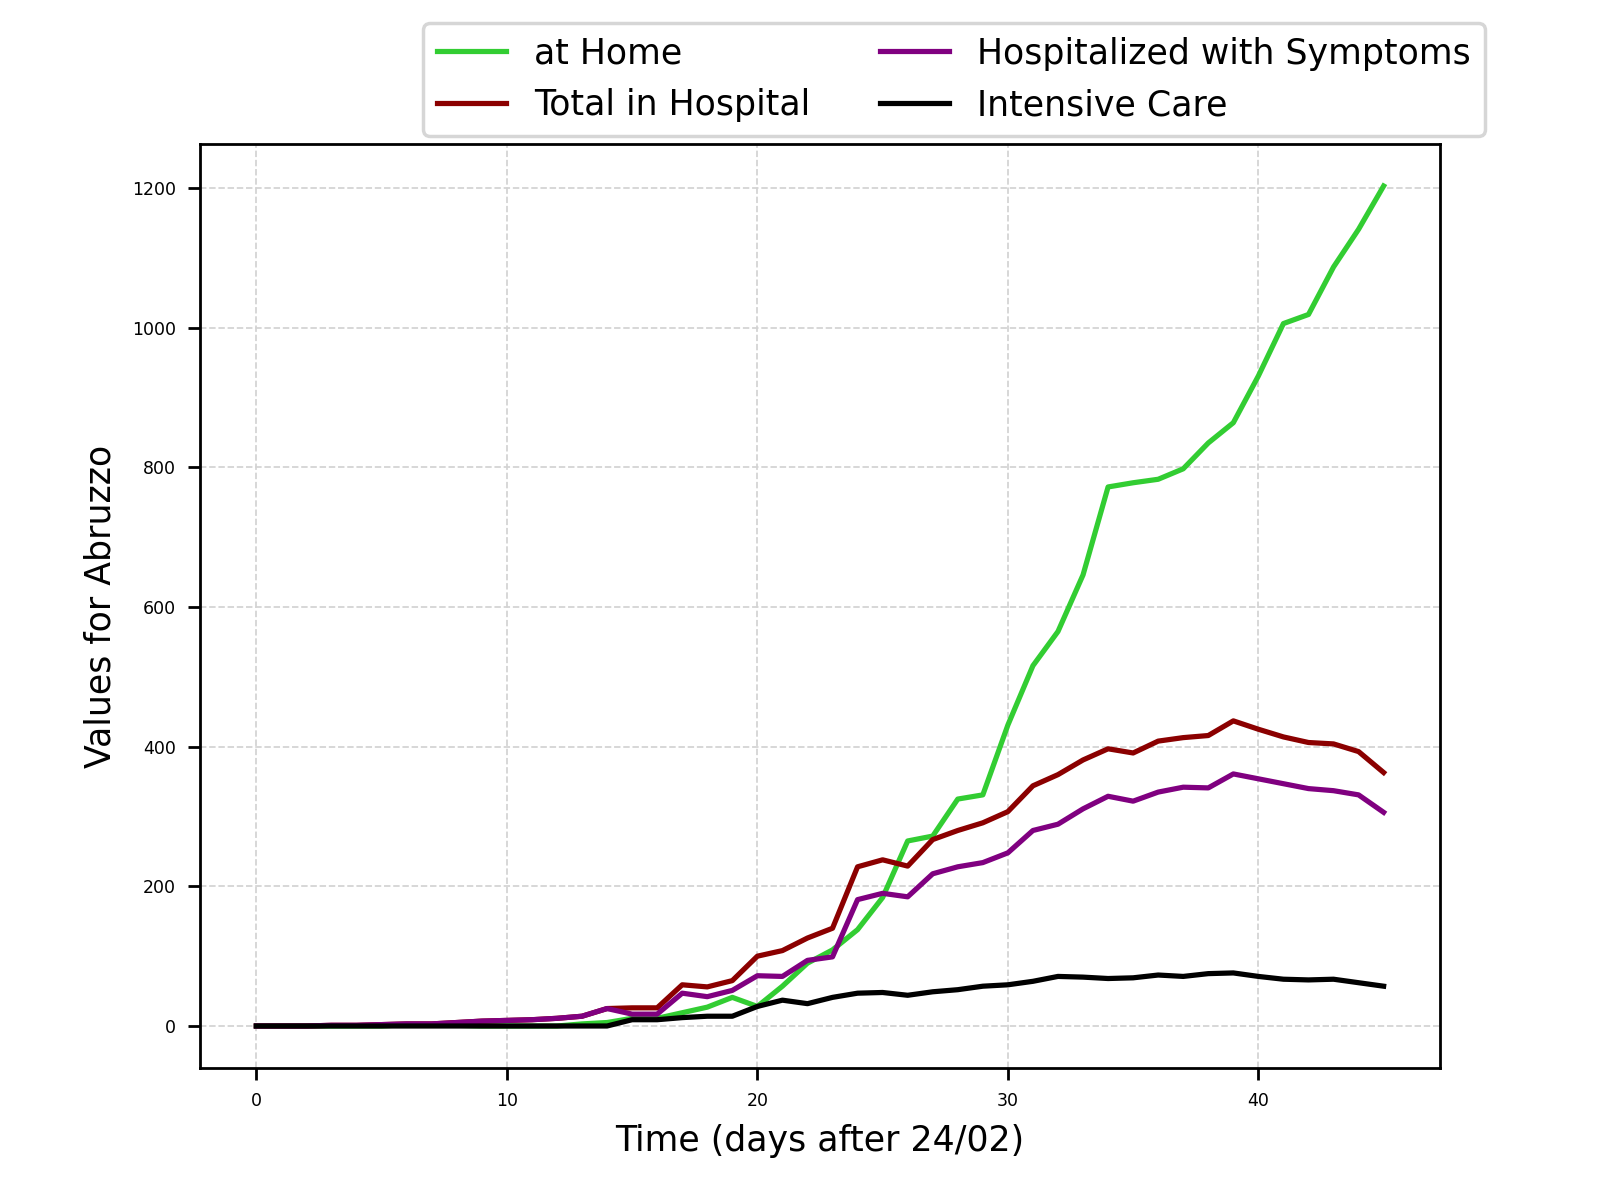 at Home
Hospitalized with Symptoms
Total in Hospital
Intensive Care
1200
1000
800
600
400
200
0
Values for Abruzzo
0 10 20 30 40
Time (days after 24/02)